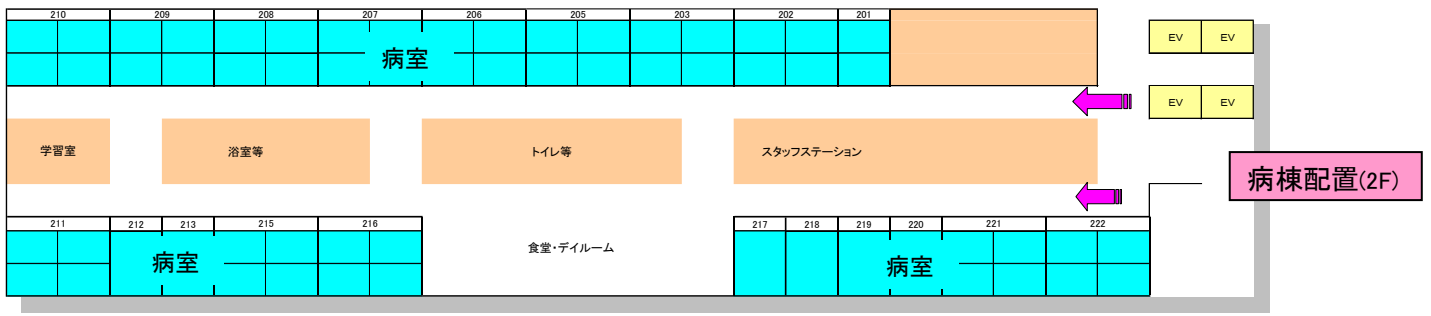 210 209 208 207 206 205 203 202 201
EV EV
病室
EV EV
学習室 浴室等 トイレ等 スタッフステーション
病棟配置(2F)
211 212 213 215 216 217 218 219 220 221 222
食堂・デイルーム
病室 病室